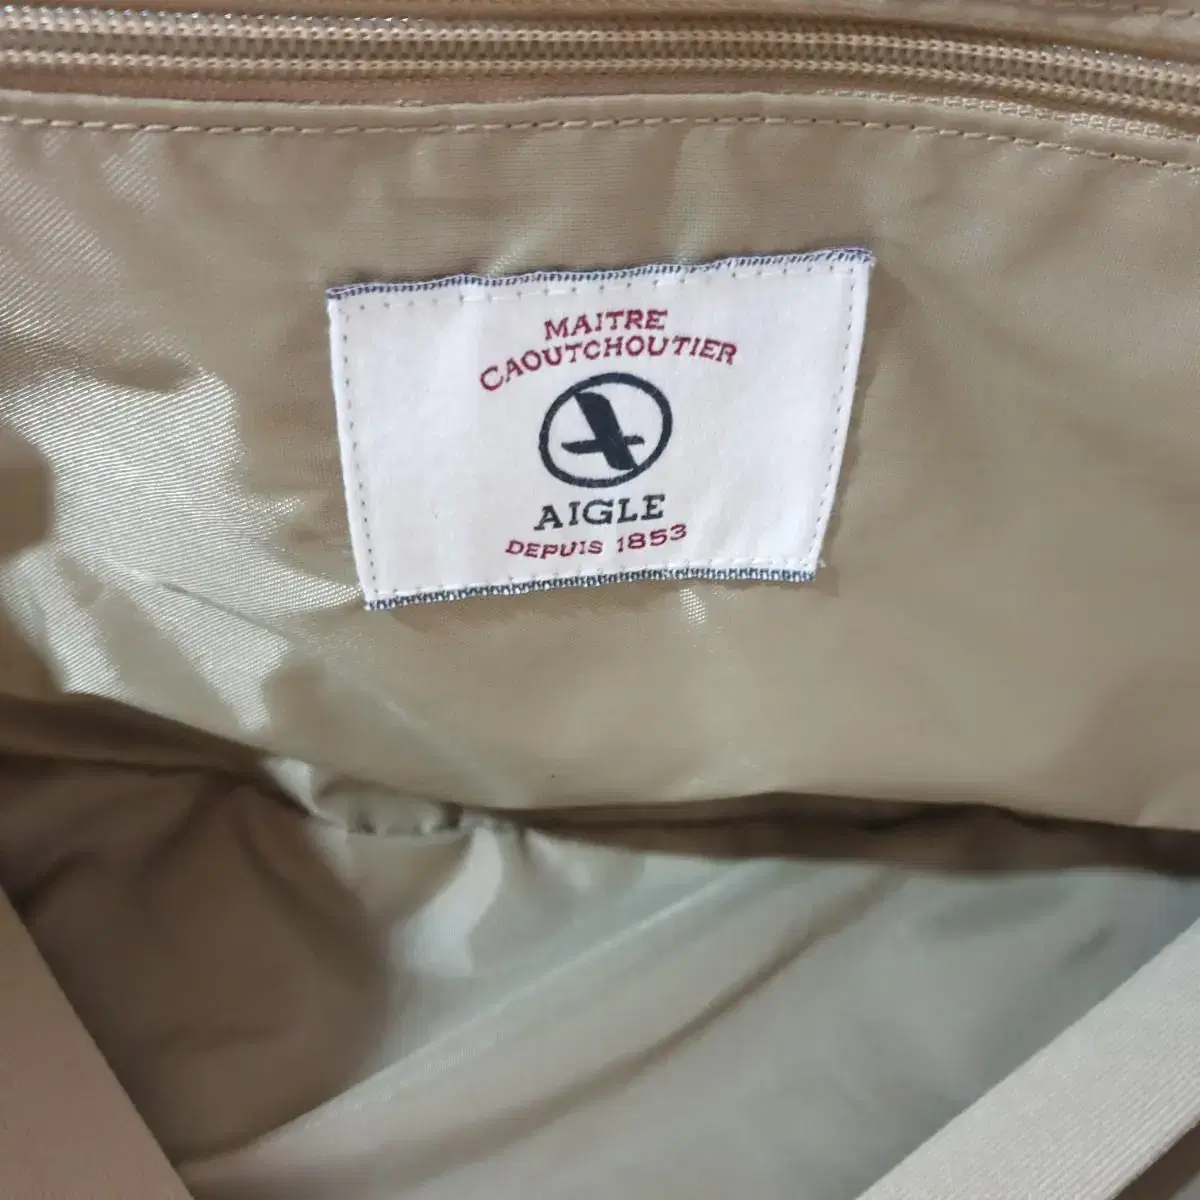 MAITRE
CAOUTCHOUTIER
AIGLE
DEPUIS 1853